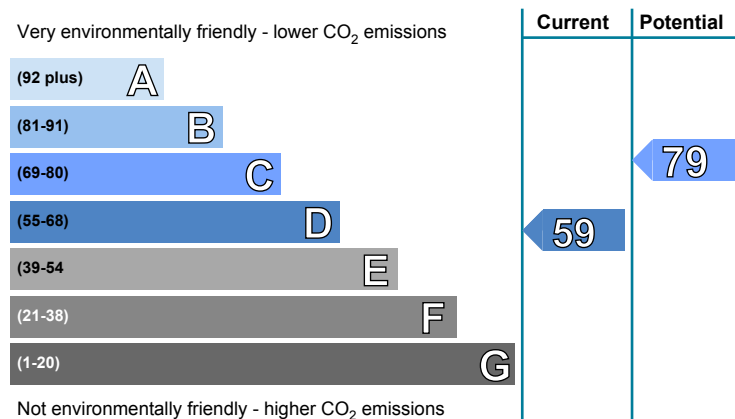 Very environmentally friendly - lower CO₂ emissions
Current
Potential
(92 plus) A
(81-91) B
(69-80) C
(55-68) D
(39-54 E
(21-38) F
(1-20) G
59
79
Not environmentally friendly - higher CO₂ emissions